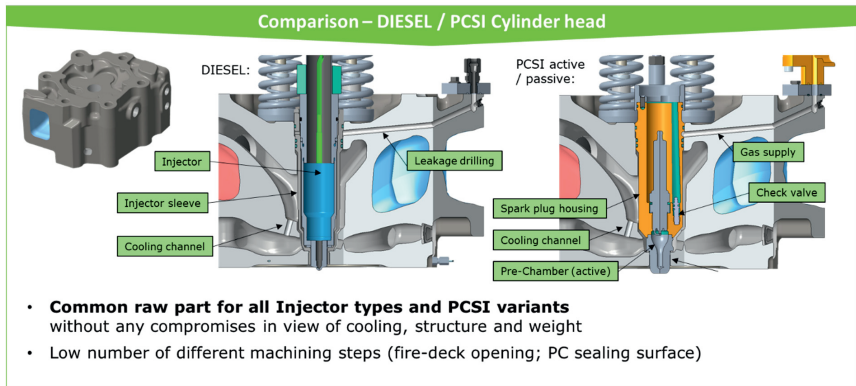 Comparison – DIESEL / PCSI Cylinder head
DIESEL:
Injector
Injector sleeve
Cooling channel
Leakage drilling
PCSI active
/ passive:
Gas supply
Check valve
Spark plug housing
Cooling channel
Pre-Chamber (active)
• Common raw part for all Injector types and PCSI variants
without any compromises in view of cooling, structure and weight
• Low number of different machining steps (fire-deck opening; PC sealing surface)